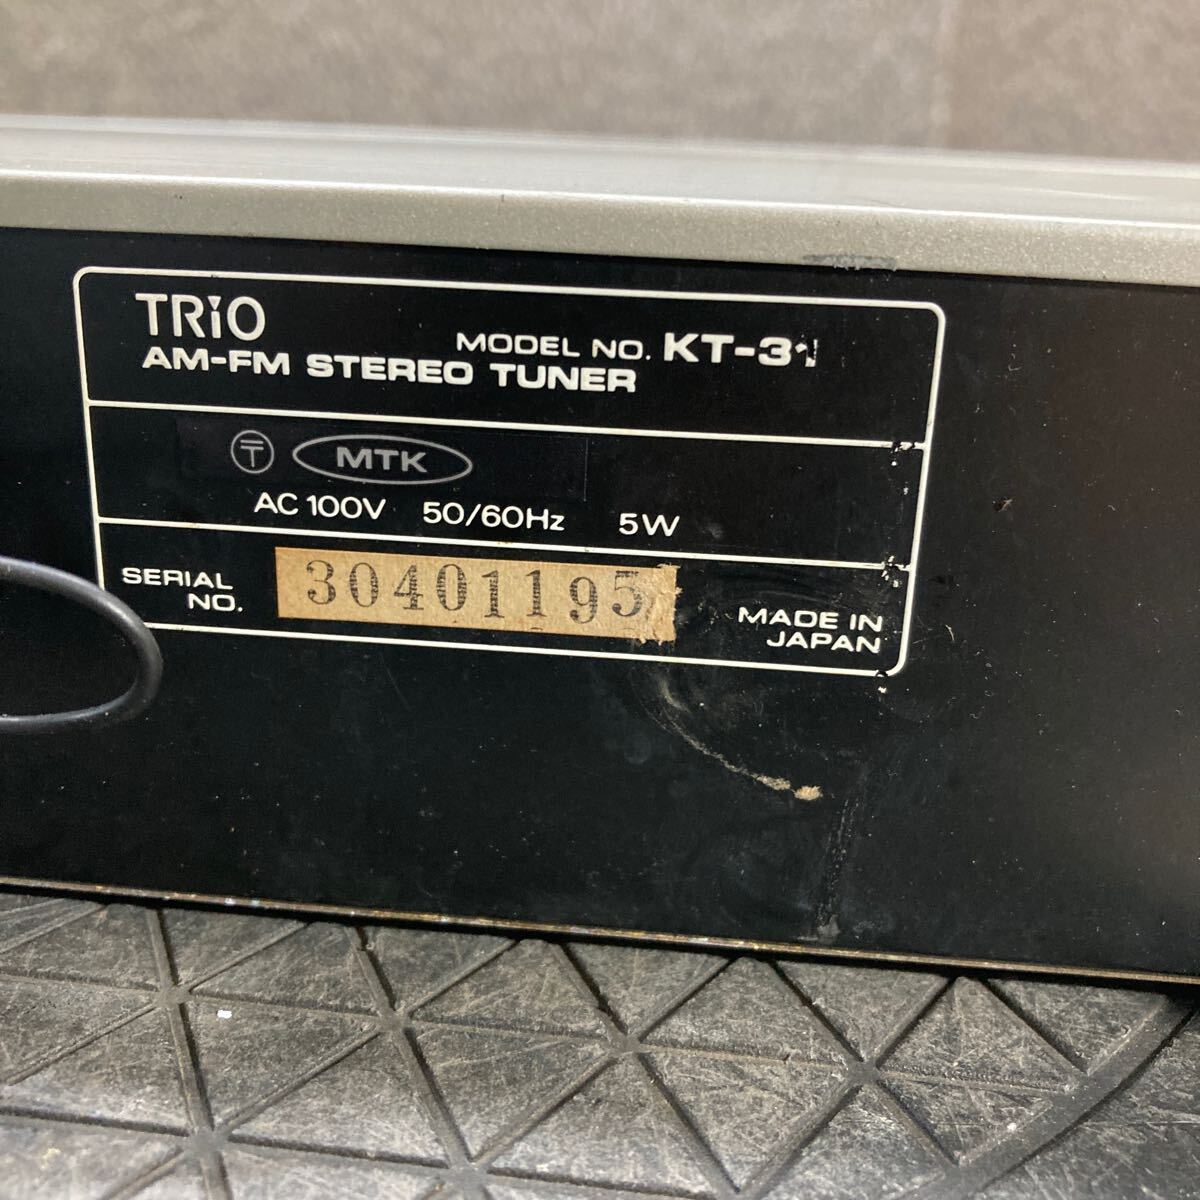 TRiO
MODEL NO. KT-31
AM-FM STEREO TUNER
〒 MTK
AC 100V 50/60Hz 5W
SERIAL NO. 30401195
MADE IN JAPAN